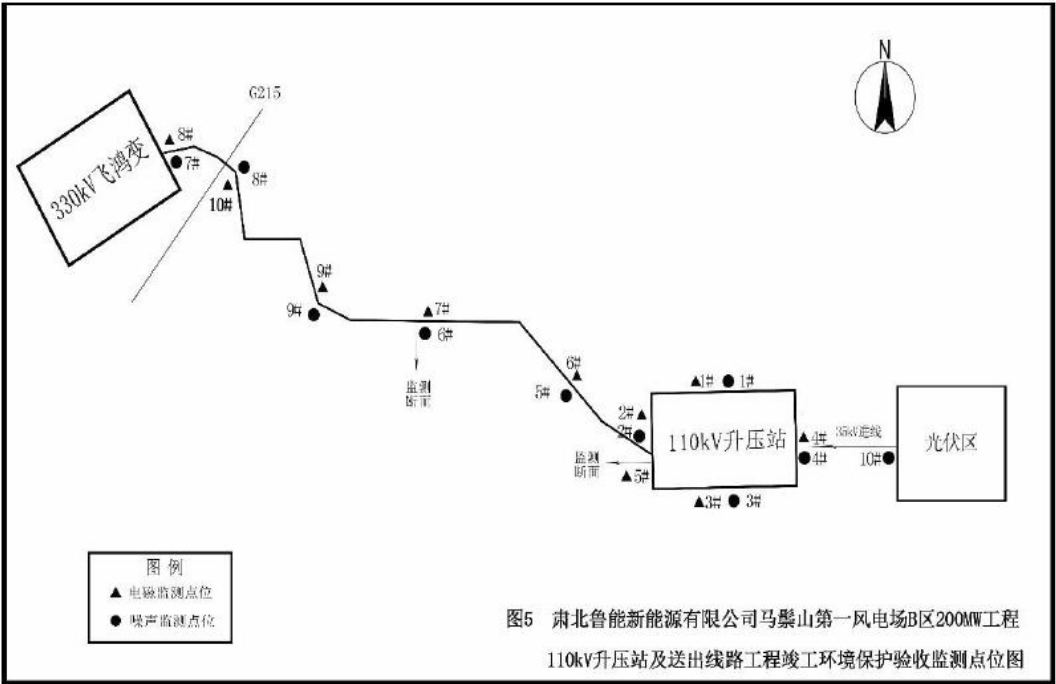 N
G215
8#
7#
330kV飞鸿变
8#
10#
9#
9#
7#
6#
监测
断面
6#
5#
1#
1#
2#
2#
110kV升压站
35kV进线
4#
4#
10#
光伏区
监测
断面
5#
3#
3#
图例
电磁监测点位
噪声监测点位
图5 肃北鲁能新能源有限公司马鬃山第一风电场B区200MW工程
110kV升压站及送出线路工程竣工环境保护验收监测点位图